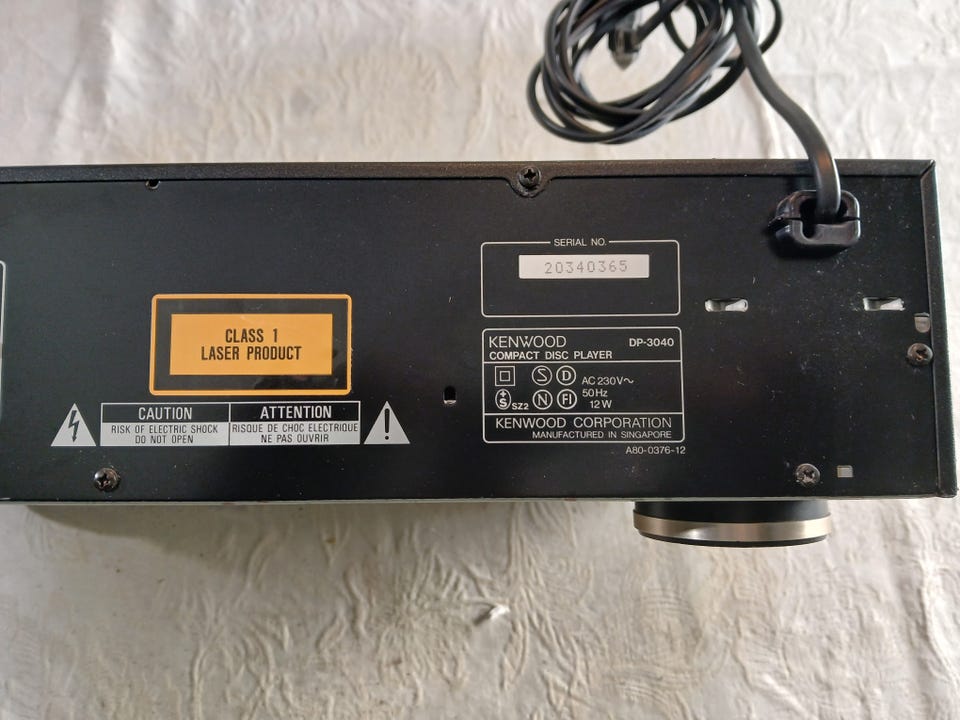 SERIAL NO.
20340365
CLASS 1
LASER PRODUCT
KENWOOD DP-3040
COMPACT DISC PLAYER
S D AC 230V~
50Hz
S SZ2 N FI 12W
KENWOOD CORPORATION
MANUFACTURED IN SINGAPORE
A80-0376-12
CAUTION
RISK OF ELECTRIC SHOCK
DO NOT OPEN
ATTENTION
RISQUE DE CHOC ELECTRIQUE
NE PAS OUVRIR
!